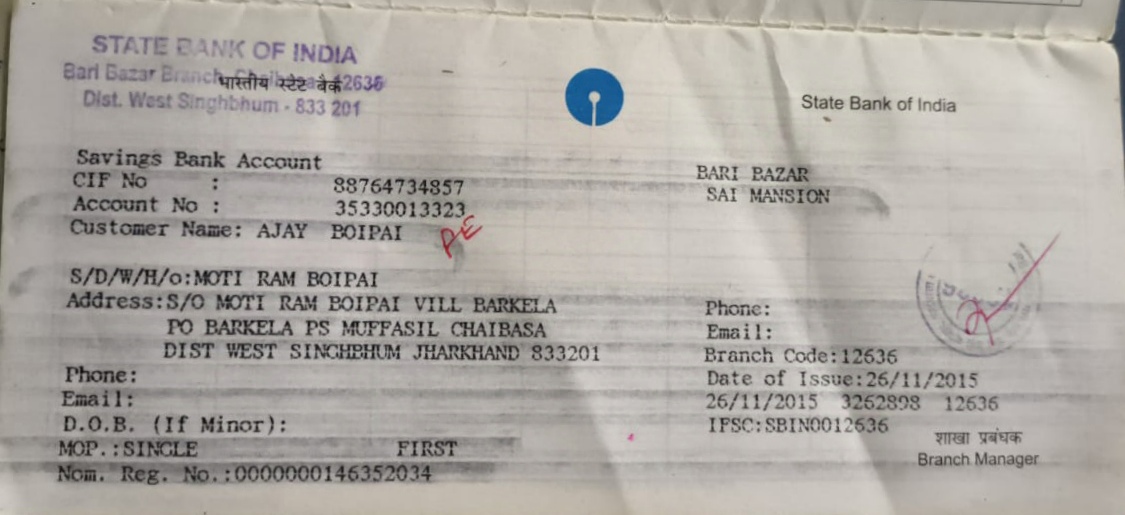 STATE BANK OF INDIA
Bari Bazar Branch, Chaibasa - 12636
भारतीय स्टेट बैंक
Dist. West Singhbhum - 833 201
State Bank of India
Savings Bank Account
CIF No : 88764734857
Account No : 35330013323
Customer Name: AJAY BOIPAI
PE
BARI BAZAR
SAI MANSION
S/D/W/H/o:MOTI RAM BOIPAI
Address:S/O MOTI RAM BOIPAI VILL BARKELA
PO BARKELA PS MUFFASIL CHAIBASA
DIST WEST SINGHBHUM JHARKHAND 833201
Phone:
Email:
D.O.B. (If Minor):
MOP.:SINGLE FIRST
Nom. Reg. No.:0000000146352034
Phone:
Email:
Branch Code:12636
Date of Issue:26/11/2015
26/11/2015 3262898 12636
IFSC:SBIN0012636
शाखा प्रबंधक
Branch Manager